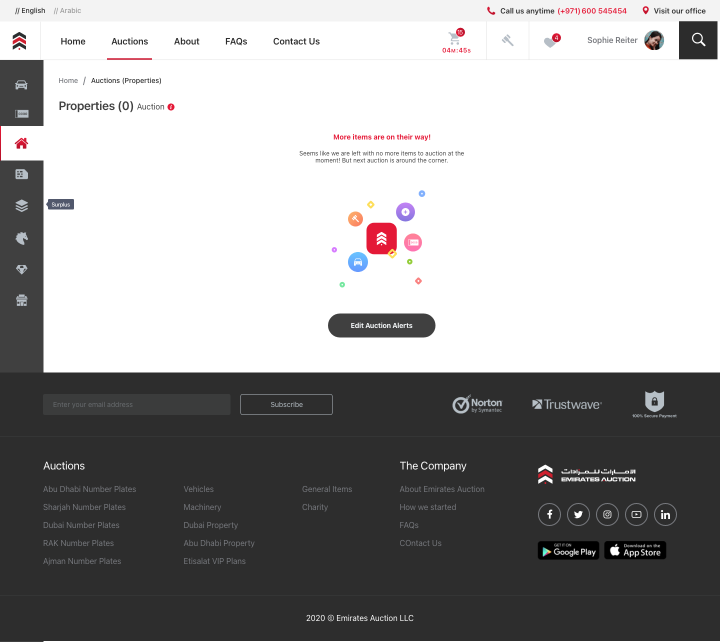 // English // Arabic
Call us anytime (+971) 600 545454 Visit our office
Home Auctions About FAQs Contact Us
15
04M:45S
4
Sophie Reiter
Home / Auctions (Properties)
Properties (0) Auction
More items are on their way!
Seems like we are left with no more items to auction at the
moment! But next auction is around the corner.
Surplus
Edit Auction Alerts
Enter your email address
Subscribe
Norton
by Symantec
Trustwave
100% Secure Payment
Auctions
Abu Dhabi Number Plates
Sharjah Number Plates
Dubai Number Plates
RAK Number Plates
Ajman Number Plates
Vehicles
Machinery
Dubai Property
Abu Dhabi Property
Etisalat VIP Plans
General Items
Charity
The Company
About Emirates Auction
How we started
FAQs
COntact Us
الإمارات للمزادات
EMIRATES AUCTION
GET IT ON
Google Play
Download on the
App Store
2020 © Emirates Auction LLC